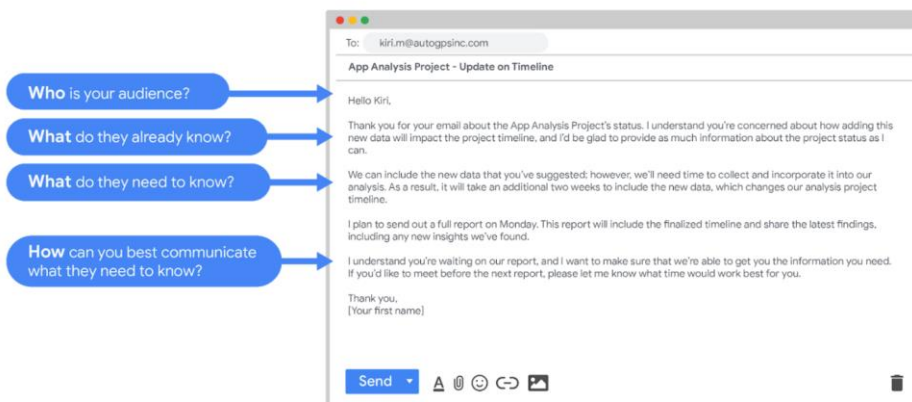 To: kiri.m@autogpsinc.com
App Analysis Project - Update on Timeline
Who is your audience?
Hello Kiri,
What do they already know?
Thank you for your email about the App Analysis Project's status. I understand you're concerned about how adding this
new data will impact the project timeline, and I'd be glad to provide as much information about the project status as I
can.
What do they need to know?
We can include the new data that you've suggested; however, we'll need time to collect and incorporate it into our
analysis. As a result, it will take an additional two weeks to include the new data, which changes our analysis project
timeline.
I plan to send out a full report on Monday. This report will include the finalized timeline and share the latest findings,
including any new insights we've found.
How can you best communicate
what they need to know?
I understand you're waiting on our report, and I want to make sure that we're able to get you the information you need.
If you'd like to meet before the next report, please let me know what time would work best for you.
Thank you,
[Your first name]
Send
A